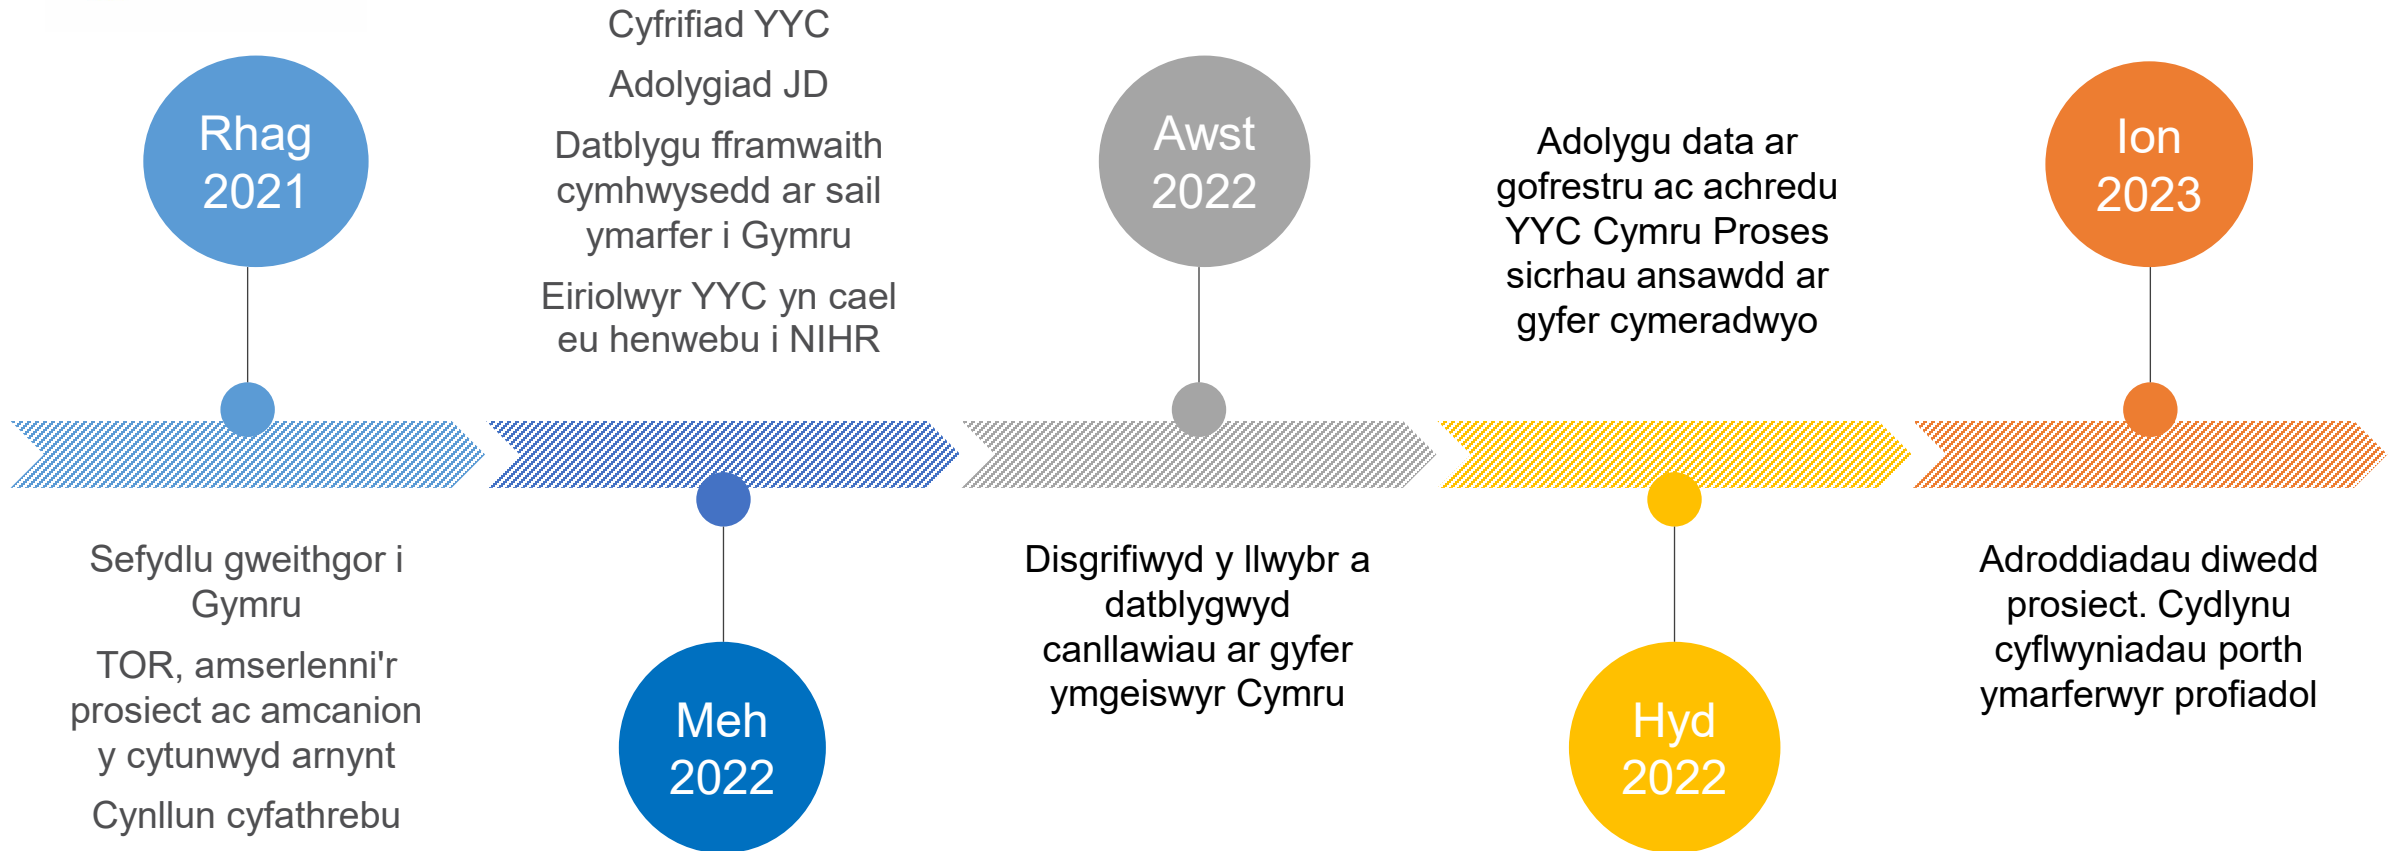 Rhag
2021
Sefydlu gweithgor i
Gymru
TOR, amserlenni'r
prosiect ac amcanion
y cytunwyd arnynt
Cynllun cyfathrebu
Cyfrifiad YYC
Adolygiad JD
Datblygu fframwaith
cymhwysedd ar sail
ymarfer i Gymru
Eiriolwyr YYC yn cael
eu henwebu i NIHR
Meh
2022
Awst
2022
Disgrifiwyd y llwybr a
datblygwyd
canllawiau ar gyfer
ymgeiswyr Cymru
Adolygu data ar
gofrestru ac achredu
YYC Cymru Proses
sicrhau ansawdd ar
gyfer cymeradwyo
Hyd
2022
Ion
2023
Adroddiadau diwedd
prosiect. Cydlynu
cyflwyniadau porth
ymarferwyr profiadol